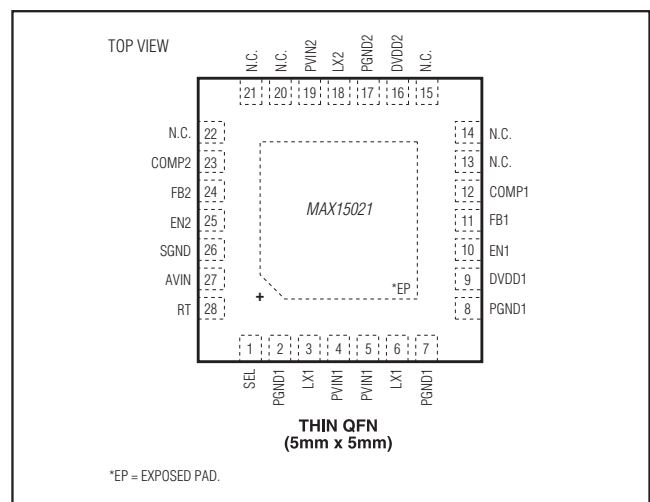 TOP VIEW
N.C.
N.C.
PVIN2
LX2
PGND2
DVDD2
N.C.
21
20
19
18
17
16
15
N.C.
22
COMP2
23
FB2
24
EN2
25
SGND
26
AVIN
27
RT
28
MAX15021
*EP
+
14
N.C.
13
N.C.
12
COMP1
11
FB1
10
EN1
9
DVDD1
8
PGND1
1
2
3
4
5
6
7
SEL
PGND1
LX1
PVIN1
PVIN1
LX1
PGND1
THIN QFN
(5mm x 5mm)
*EP = EXPOSED PAD.